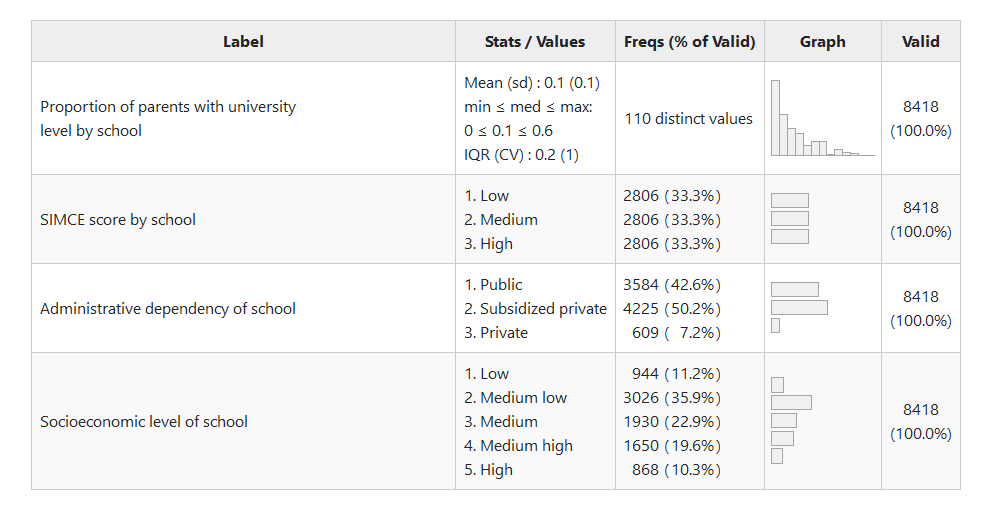 Label Stats / Values Freqs (% of Valid) Graph Valid
Proportion of parents with university
level by school
Mean (sd) : 0.1 (0.1)
min ≤ med ≤ max:
0 ≤ 0.1 ≤ 0.6
IQR (CV) : 0.2 (1)
110 distinct values
8418
(100.0%)
SIMCE score by school
1. Low 2806 (33.3%)
2. Medium 2806 (33.3%)
3. High 2806 (33.3%)
8418
(100.0%)
Administrative dependency of school
1. Public 3584 (42.6%)
2. Subsidized private 4225 (50.2%)
3. Private 609 ( 7.2%)
8418
(100.0%)
Socioeconomic level of school
1. Low 944 (11.2%)
2. Medium low 3026 (35.9%)
3. Medium 1930 (22.9%)
4. Medium high 1650 (19.6%)
5. High 868 (10.3%)
8418
(100.0%)